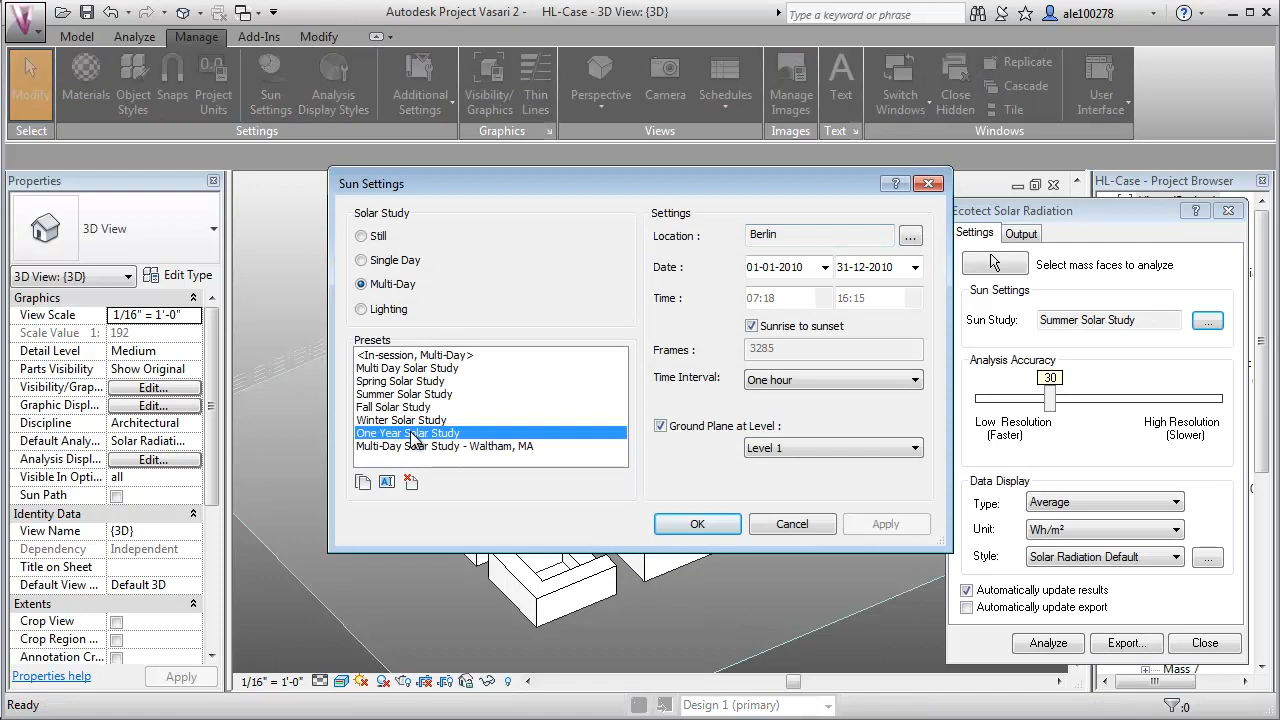 Autodesk Project Vasari 2 -    HL-Case - 3D View: {3D}
Type a keyword or phrase
ale100278
Model
Analyze
Manage
Add-Ins
Modify
Modify
Materials
Object Styles
Snaps
Project Units
Sun Settings
Analysis Display Styles
Additional Settings
Visibility/ Graphics
Thin Lines
Perspective
Camera
Schedules
Manage Images
Text
Switch Windows
Close Hidden
Replicate
Cascade
Tile
User Interface
Select
Settings
Graphics
Views
Images
Text
Windows
Properties
3D View
3D View: {3D}
Edit Type
Graphics
View Scale 1/16" = 1'-0"
Scale Value 1: 192
Detail Level Medium
Parts Visibility Show Original
Visibility/Grap... Edit...
Graphic Displ... Edit...
Discipline Architectural
Default Analy... Solar Radiati...
Analysis Displ... Edit...
Visible In Opti... all
Sun Path
Identity Data
View Name {3D}
Dependency Independent
Title on Sheet
Default View ... Default 3D
Extents
Crop View
Crop Region ...
Annotation Cr...
Properties help
Apply
Sun Settings
Solar Study
Still
Single Day
Multi-Day
Lighting
Presets
<In-session, Multi-Day>
Multi Day Solar Study
Spring Solar Study
Summer Solar Study
Fall Solar Study
Winter Solar Study
One Year Solar Study
Multi-Day Solar Study - Waltham, MA
Settings
Location : Berlin ...
Date : 01-01-2010 31-12-2010
Time : 07:18 16:15
Sunrise to sunset
Frames : 3285
Time Interval: One hour
Ground Plane at Level :
Level 1
OK
Cancel
Apply
HL-Case - Project Browser
Ecotect Solar Radiation
Settings
Output
Select mass faces to analyze
Sun Settings
Sun Study: Summer Solar Study ...
Analysis Accuracy
30
Low Resolution (Faster)
High Resolution (Slower)
Data Display
Type: Average
Unit: Wh/m²
Style: Solar Radiation Default ...
Automatically update results
Automatically update export
Analyze
Export...
Close
Mass 7
1/16" = 1'-0"
Ready
Design 1 (primary)
:0